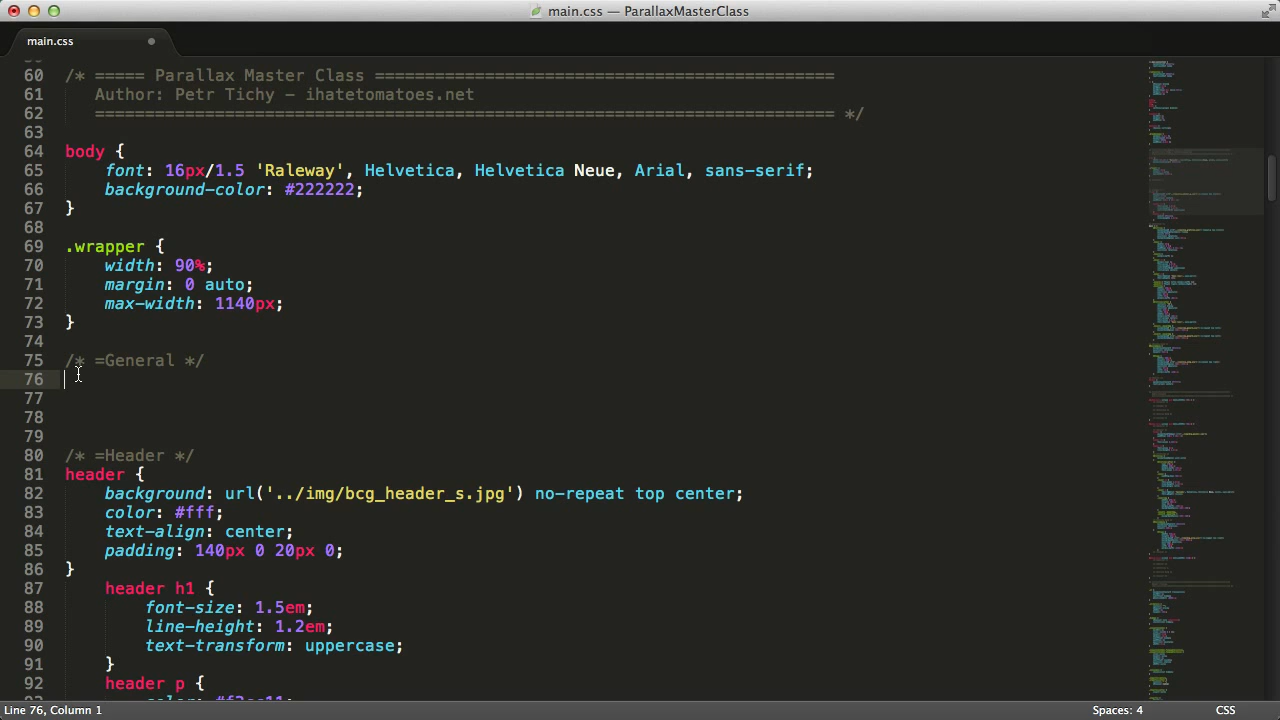 main.css — ParallaxMasterClass
main.css
60 /* ===== Parallax Master Class ==============================================
61 Author: Petr Tichy – ihatetomatoes.net
62 ========================================================================== */
63
64 body {
65 font: 16px/1.5 'Raleway', Helvetica, Helvetica Neue, Arial, sans-serif;
66 background-color: #222222;
67 }
68
69 .wrapper {
70 width: 90%;
71 margin: 0 auto;
72 max-width: 1140px;
73 }
74
75 /* =General */
76
77
78
79
80 /* =Header */
81 header {
82 background: url('../img/bcg_header_s.jpg') no-repeat top center;
83 color: #fff;
84 text-align: center;
85 padding: 140px 0 20px 0;
86 }
87 header h1 {
88 font-size: 1.5em;
89 line-height: 1.2em;
90 text-transform: uppercase;
91 }
92 header p {
Line 76, Column 1
Spaces: 4
CSS